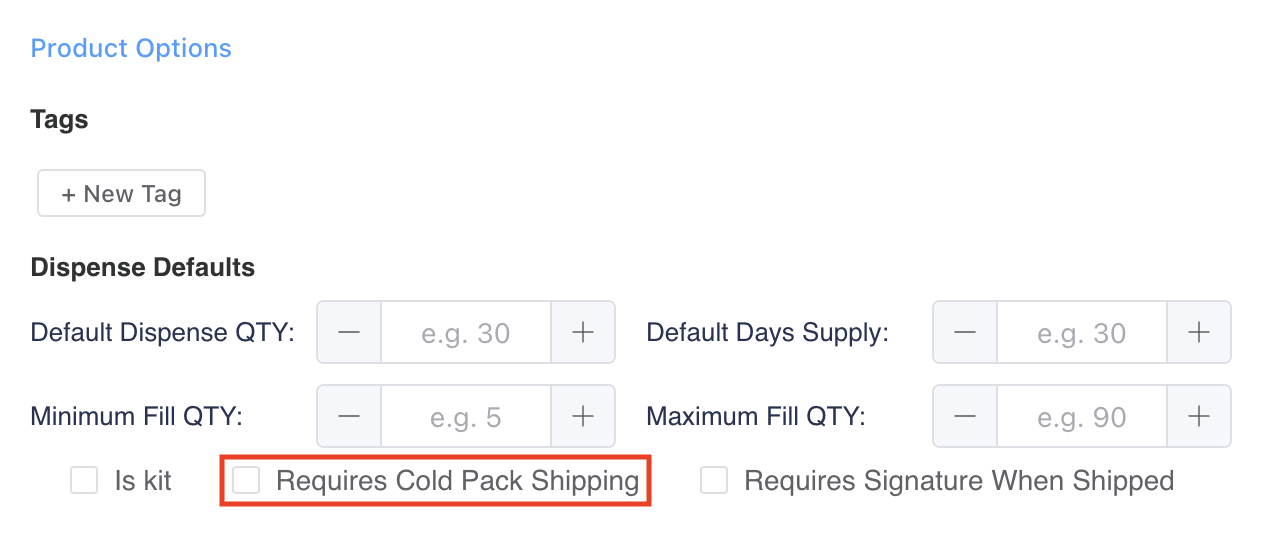 Product Options
Tags
+ New Tag
Dispense Defaults
Default Dispense QTY: — e.g. 30 + Default Days Supply: — e.g. 30 +
Minimum Fill QTY: — e.g. 5 + Maximum Fill QTY: — e.g. 90 +
Is kit Requires Cold Pack Shipping Requires Signature When Shipped